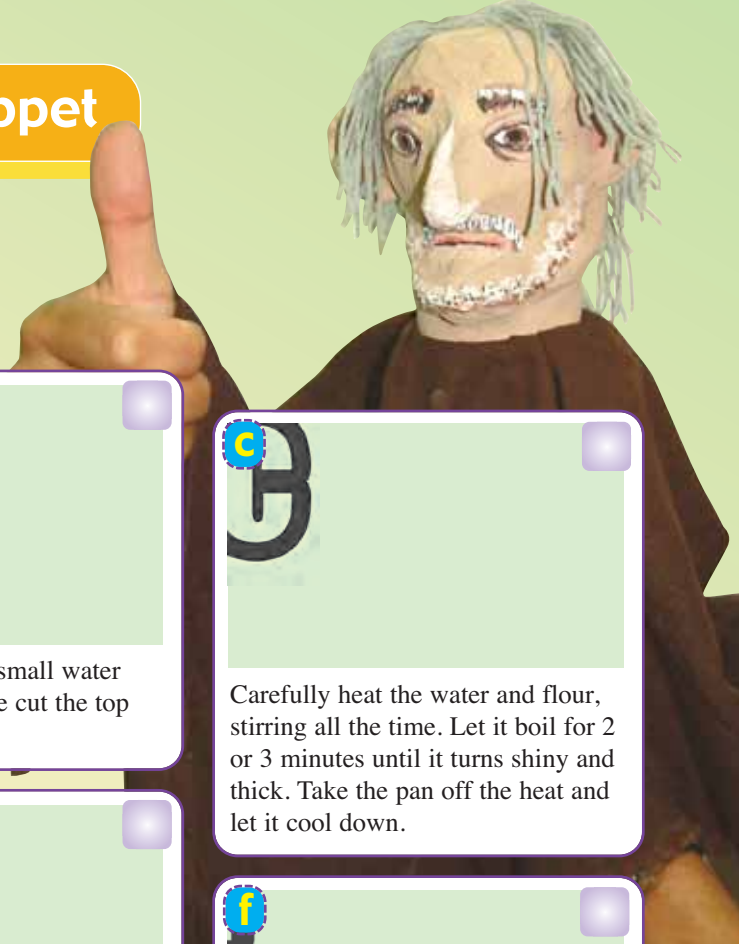 small water
cut the top
c
Carefully heat the water and flour,
stirring all the time. Let it boil for 2
or 3 minutes until it turns shiny and
thick. Take the pan off the heat and
let it cool down.
f